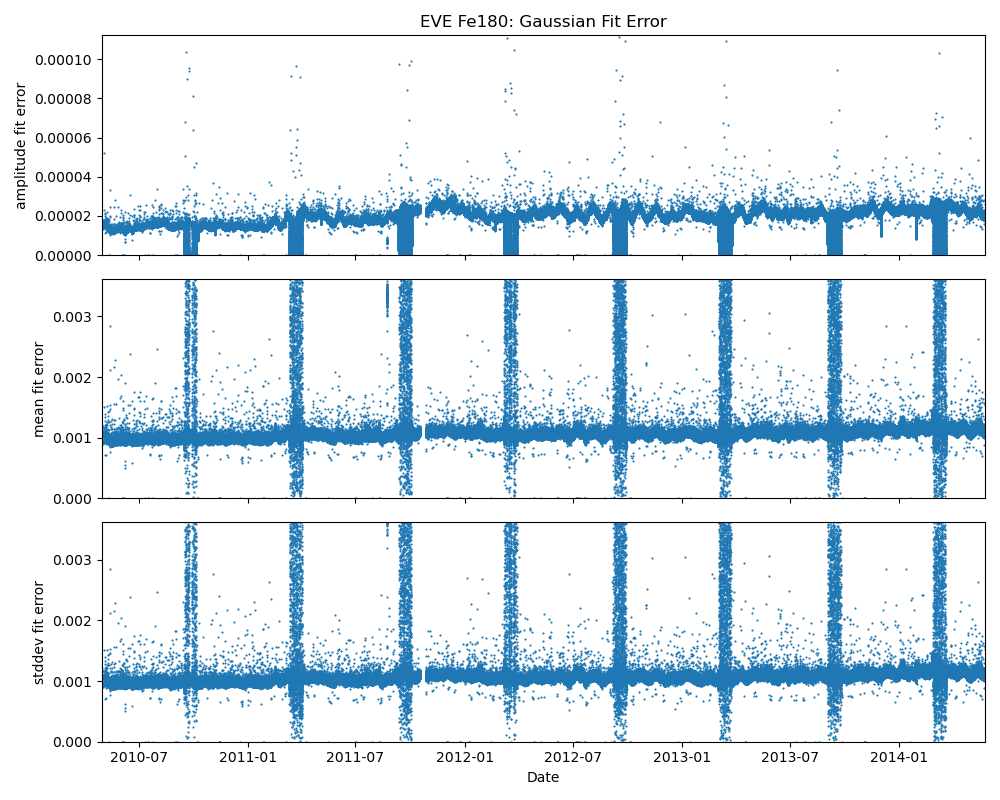 EVE Fe180: Gaussian Fit Error
amplitude fit error
0.00010
0.00008
0.00006
0.00004
0.00002
0.00000
mean fit error
0.003
0.002
0.001
0.000
stddev fit error
0.003
0.002
0.001
0.000
2010-07 2011-01 2011-07 2012-01 2012-07 2013-01 2013-07 2014-01
Date